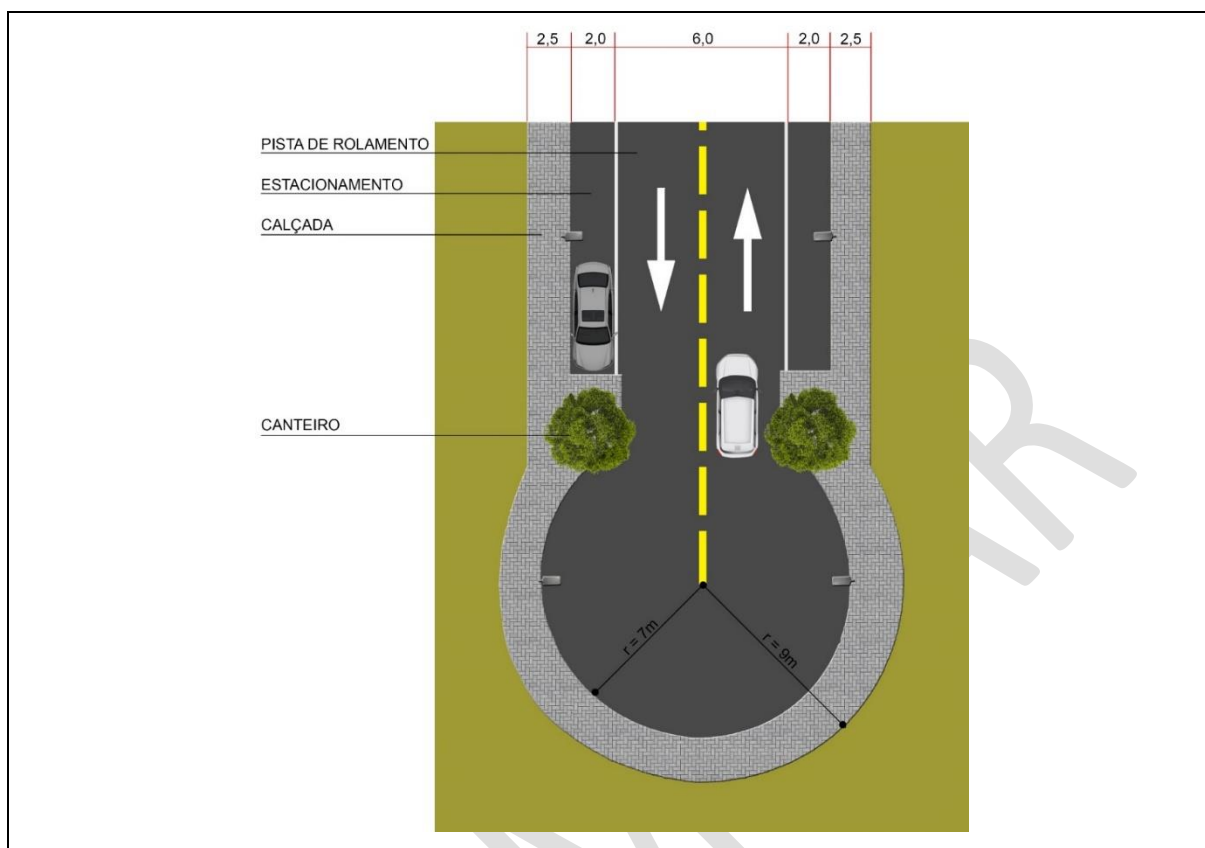 2,5 2,0 6,0 2,0 2,5
PISTA DE ROLAMENTO
ESTACIONAMENTO
CALÇADA
CANTEIRO
r = 7m
r = 9m